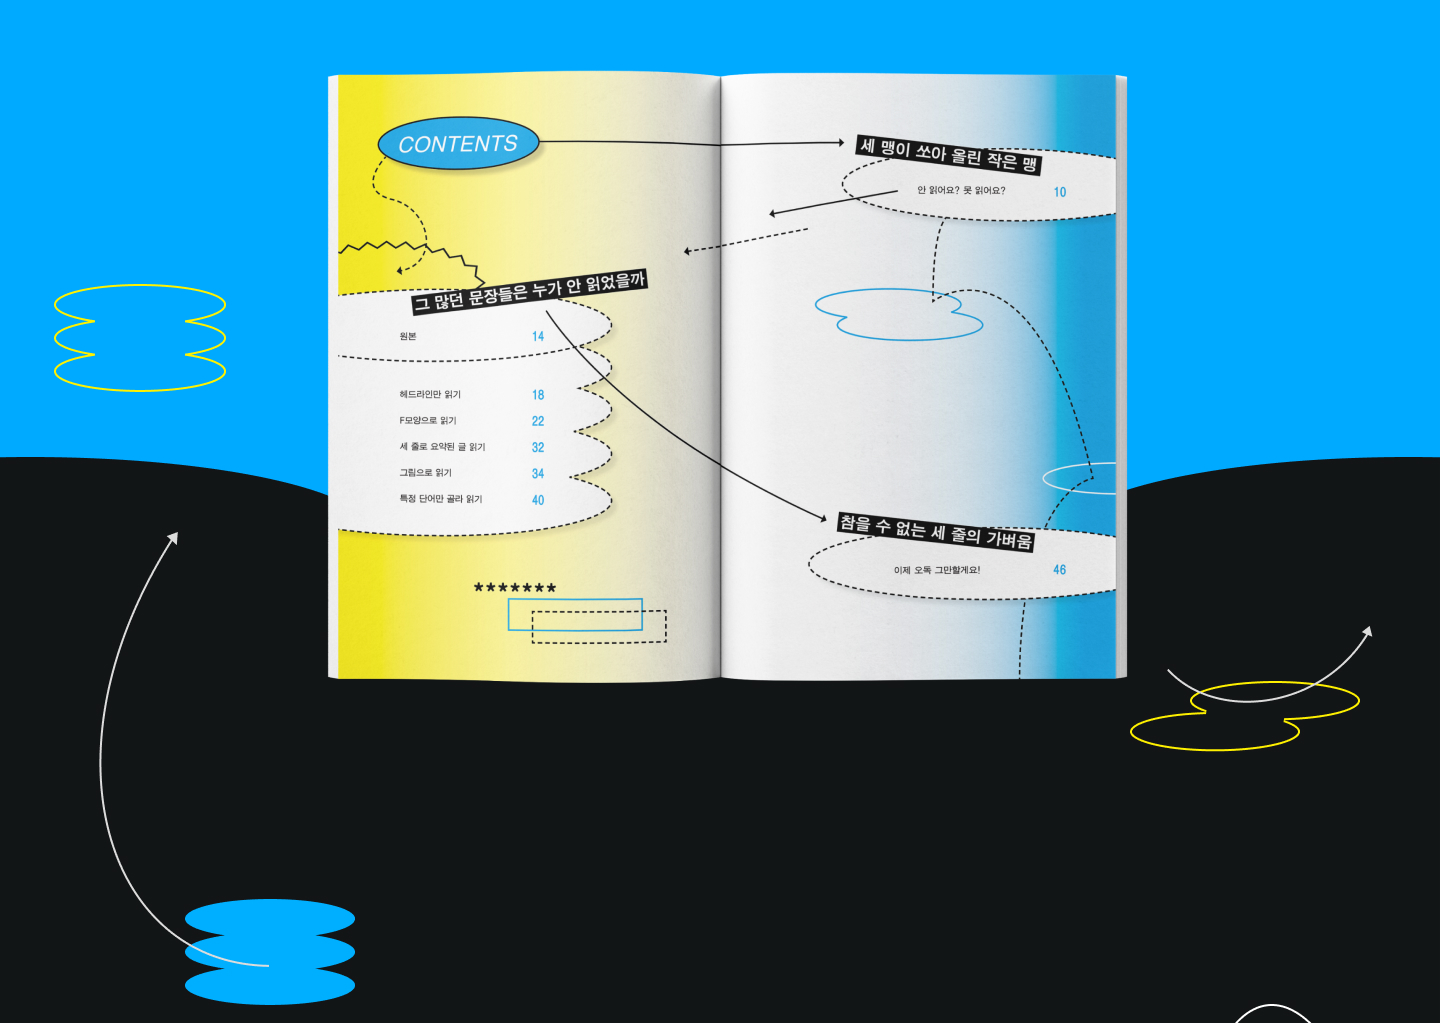 CONTENTS
세 맹이 쏘아 올린 작은 맹
안 읽어요? 못 읽어요? 10
그 많던 문장들은 누가 안 읽었을까
원본 14
헤드라인만 읽기 18
F모양으로 읽기 22
세 줄로 요약된 글 읽기 32
그림으로 읽기 34
특정 단어만 골라 읽기 40
참을 수 없는 세 줄의 가벼움
이제 오독 그만할게요! 46
*******